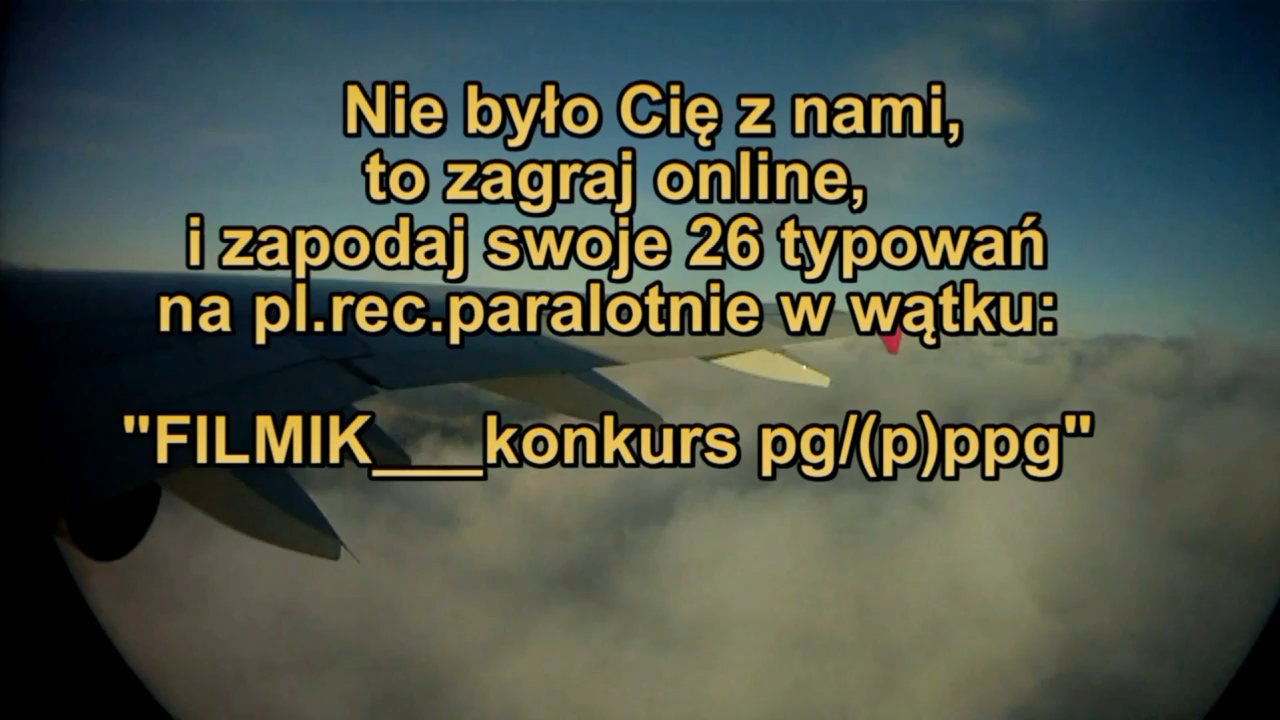 Nie było Cię z nami,
to zagraj online,
i zapodaj swoje 26 typowań
na pl.rec.paralotnie w wątku:
"FILMIK___konkurs pg/(p)ppg"